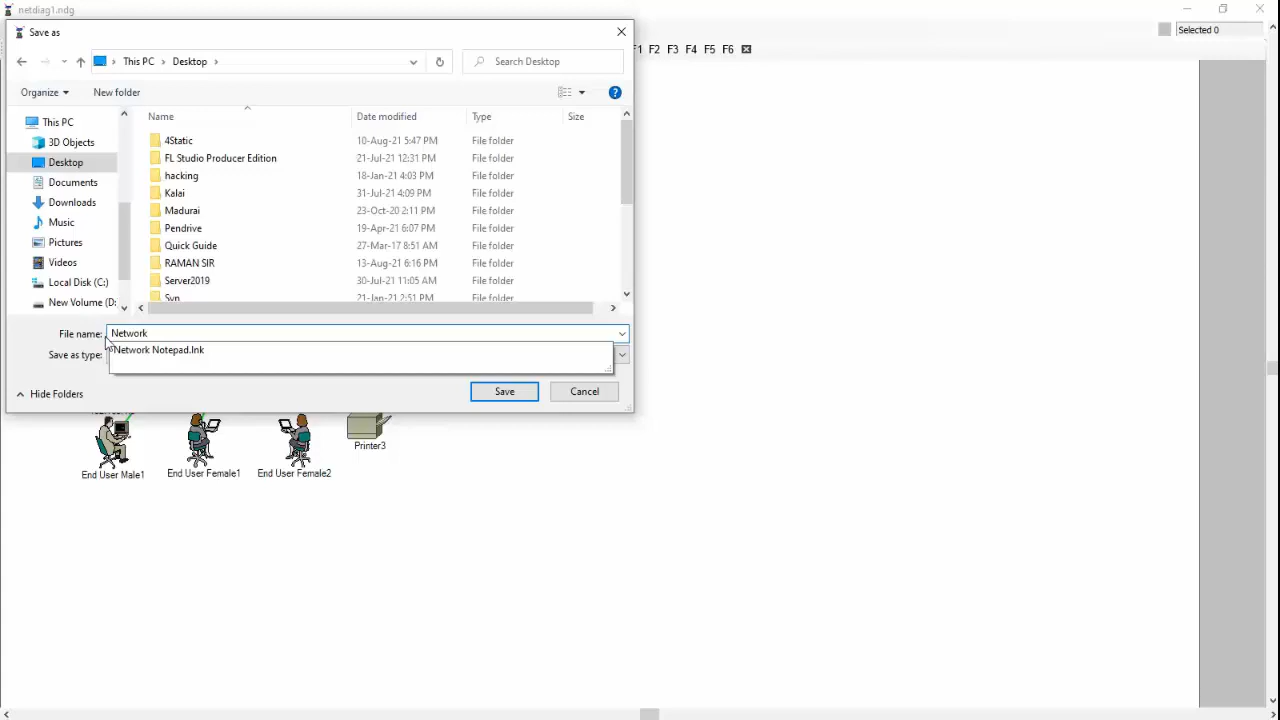 netdiag1.ndg
Save as
Selected 0
F1 F2 F3 F4 F5 F6
This PC > Desktop >
Search Desktop
Organize
New folder
Name Date modified Type Size
This PC
3D Objects
Desktop
Documents
Downloads
Music
Pictures
Videos
Local Disk (C:)
New Volume (D:
4Static 10-Aug-21 5:47 PM File folder
FL Studio Producer Edition 21-Jul-21 12:31 PM File folder
hacking 18-Jan-21 4:03 PM File folder
Kalai 31-Jul-21 4:09 PM File folder
Madurai 23-Oct-20 2:11 PM File folder
Pendrive 19-Apr-21 6:07 PM File folder
Quick Guide 27-Mar-17 8:51 AM File folder
RAMAN SIR 13-Aug-21 6:16 PM File folder
Server2019 30-Jul-21 11:05 AM File folder
Syn 21-Jan-21 2:51 PM File folder
File name: Network
Network Notepad.lnk
Save as type:
Hide Folders
Save
Cancel
End User Male1
End User Female1
End User Female2
Printer3